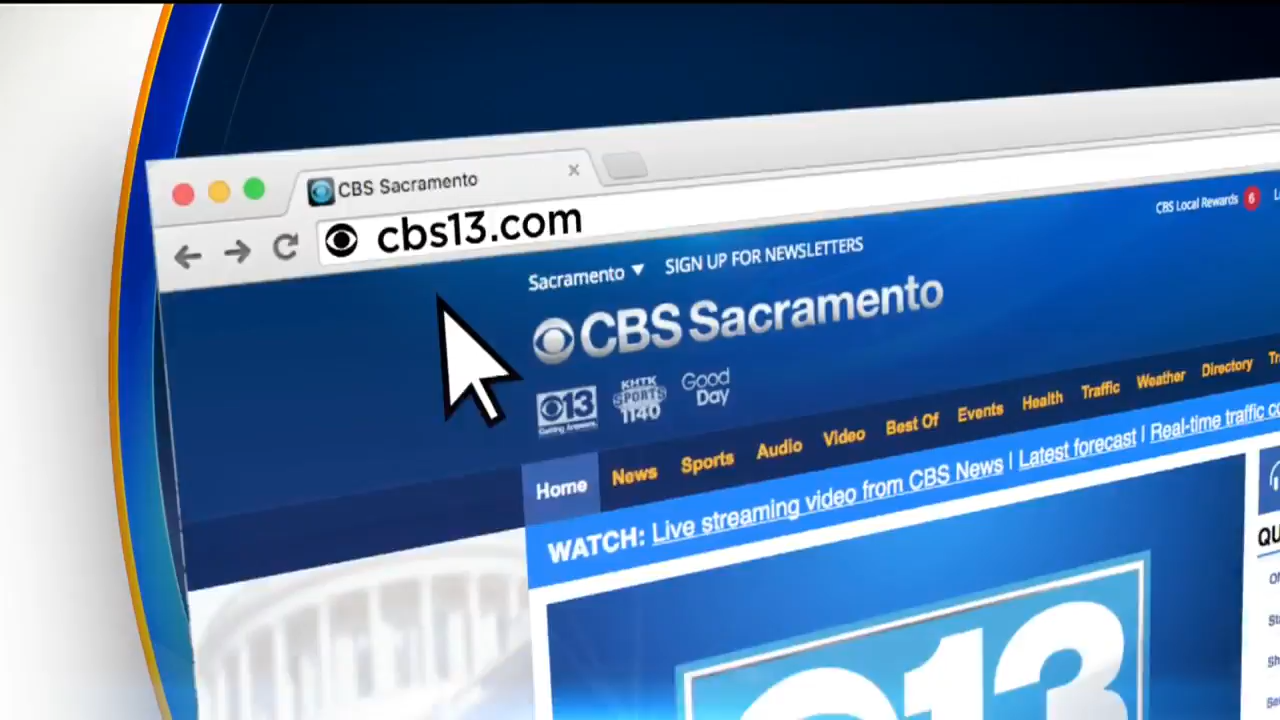 CBS Sacramento
cbs13.com
CBS Local Rewards 6
Sacramento SIGN UP FOR NEWSLETTERS
CBS Sacramento
13 KHTK SPORTS 1140 Good Day
Getting Answers.
Home News Sports Audio Video Best Of Events Health Traffic Weather Directory
WATCH: Live streaming video from CBS News | Latest forecast | Real-time traffic
13